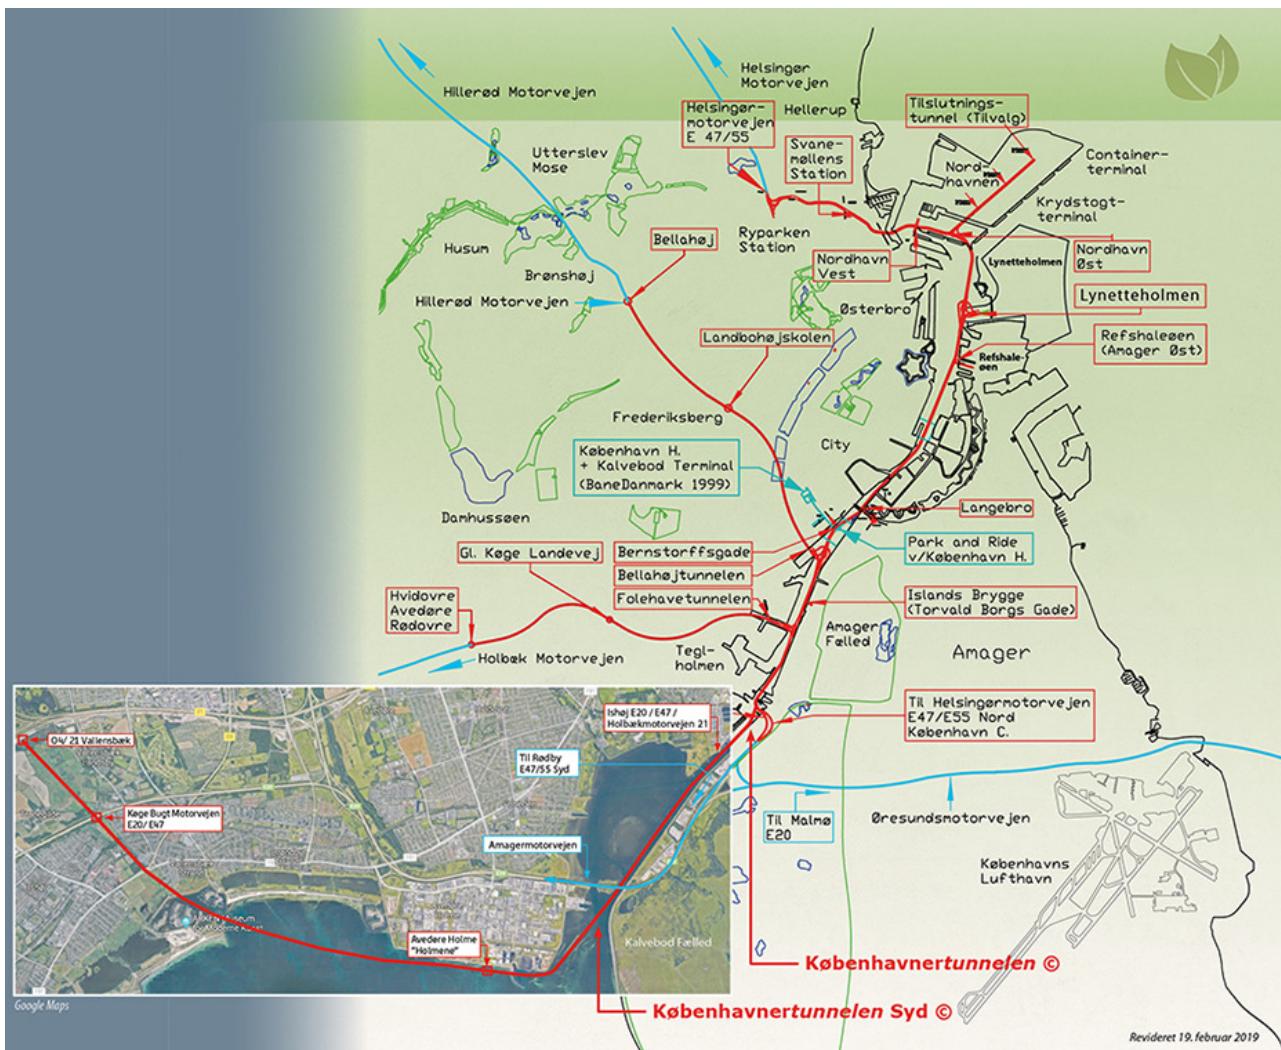 Hillerød Motorvejen
Helsingør
Motorvejen
Hellerup
Helsingør-
motorvejen
E 47/55
Svane-
møllens
Station
Tilslutnings-
tunnel (Tilvalg)
Container-
terminal
Nord-
havnen
Krydstogt-
terminal
Utterslev
Mose
Husum
Brønshøj
Bellahøj
Ryparken
Station
Nordhavn
Vest
Nordhavn
Øst
Lynetteholmen
Lynetteholmen
Hillerød Motorvejen
Østerbro
Landbohøjskolen
Refshaleøen
(Amager Øst)
Refshale-
øen
Frederiksberg
City
København H.
+ Kalvebod Terminal
(BaneDanmark 1999)
Damhussøen
Langebro
Gl. Køge Landevej
Bernstorffsgade
Park and Ride
v/København H.
Bellahøjtunnelen
Folehavetunnelen
Islands Brygge
(Torvald Borgs Gade)
Hvidovre
Avedøre
Rødovre
Holbæk Motorvejen
Tegl-
holmen
Amager
Fælled
Amager
Ishøj E20 / E47 /
Holbækmotorvejen 21
Til Helsingørmotorvejen
E47/E55 Nord
København C.
O4/ 21 Vallensbæk
Til Rødby
E47/55 Syd
Køge Bugt Motorvejen
E20/ E47
Amagermotorvejen
Til Malmø
E20
Øresundsmotorvejen
Københavns
Lufthavn
Avedøre Holme
"Holmene"
Kalvebod Fælled
Københavnertunnelen ©
Københavnertunnelen Syd ©
Google Maps
Revideret 19. februar 2019